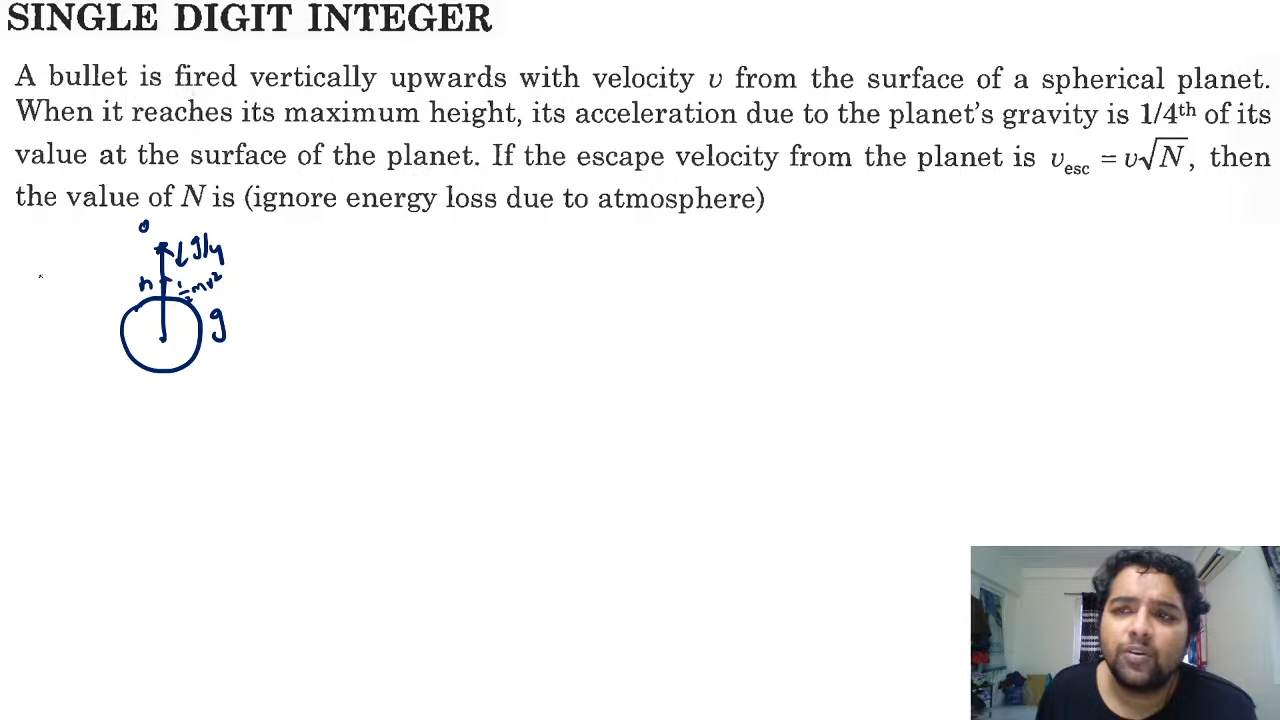 SINGLE DIGIT INTEGER
A bullet is fired vertically upwards with velocity v from the surface of a spherical planet.
When it reaches its maximum height, its acceleration due to the planet's gravity is 1/4ᵗʰ of its
value at the surface of the planet. If the escape velocity from the planet is v_esc = v√N, then
the value of N is (ignore energy loss due to atmosphere)
0
g/4
h
½mv²
g